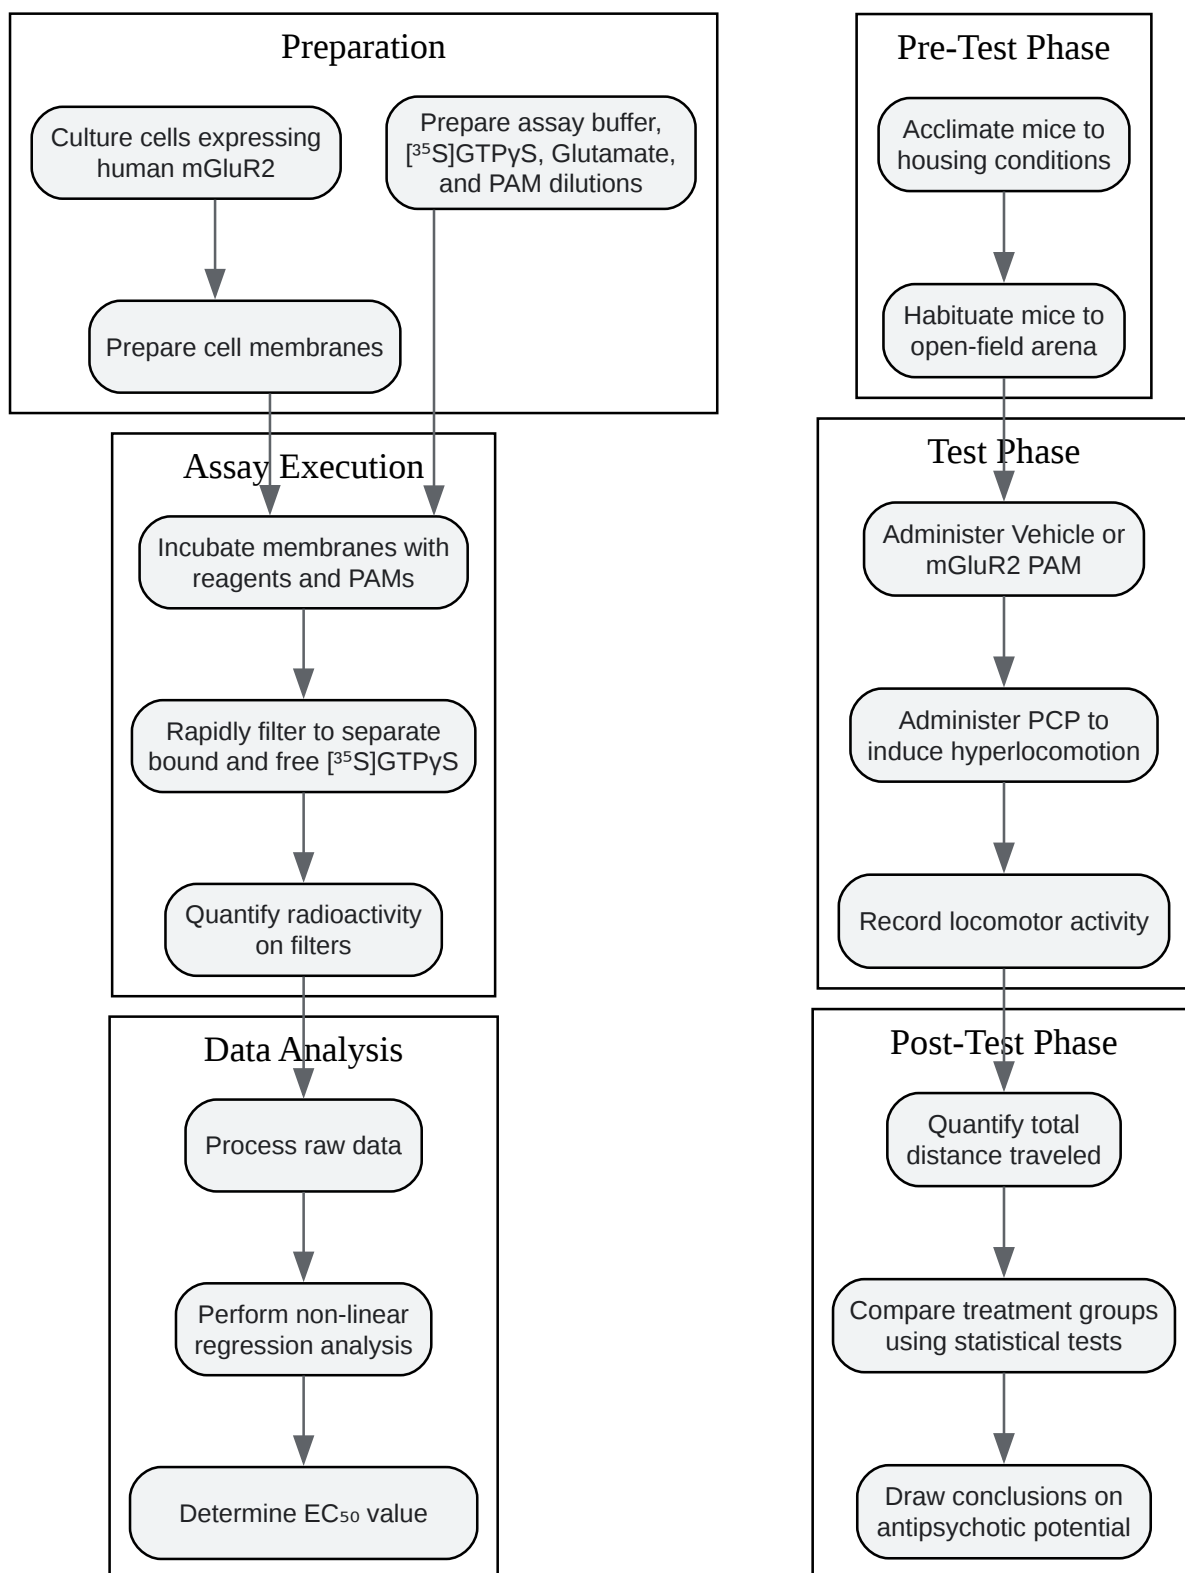 Preparation
Culture cells expressing
human mGluR2
Prepare assay buffer,
[³⁵S]GTPγS, Glutamate,
and PAM dilutions
Prepare cell membranes
Assay Execution
Incubate membranes with
reagents and PAMs
Rapidly filter to separate
bound and free [³⁵S]GTPγS
Quantify radioactivity
on filters
Data Analysis
Process raw data
Perform non-linear
regression analysis
Determine EC₅₀ value
Pre-Test Phase
Acclimate mice to
housing conditions
Habituate mice to
open-field arena
Test Phase
Administer Vehicle or
mGluR2 PAM
Administer PCP to
induce hyperlocomotion
Record locomotor activity
Post-Test Phase
Quantify total
distance traveled
Compare treatment groups
using statistical tests
Draw conclusions on
antipsychotic potential